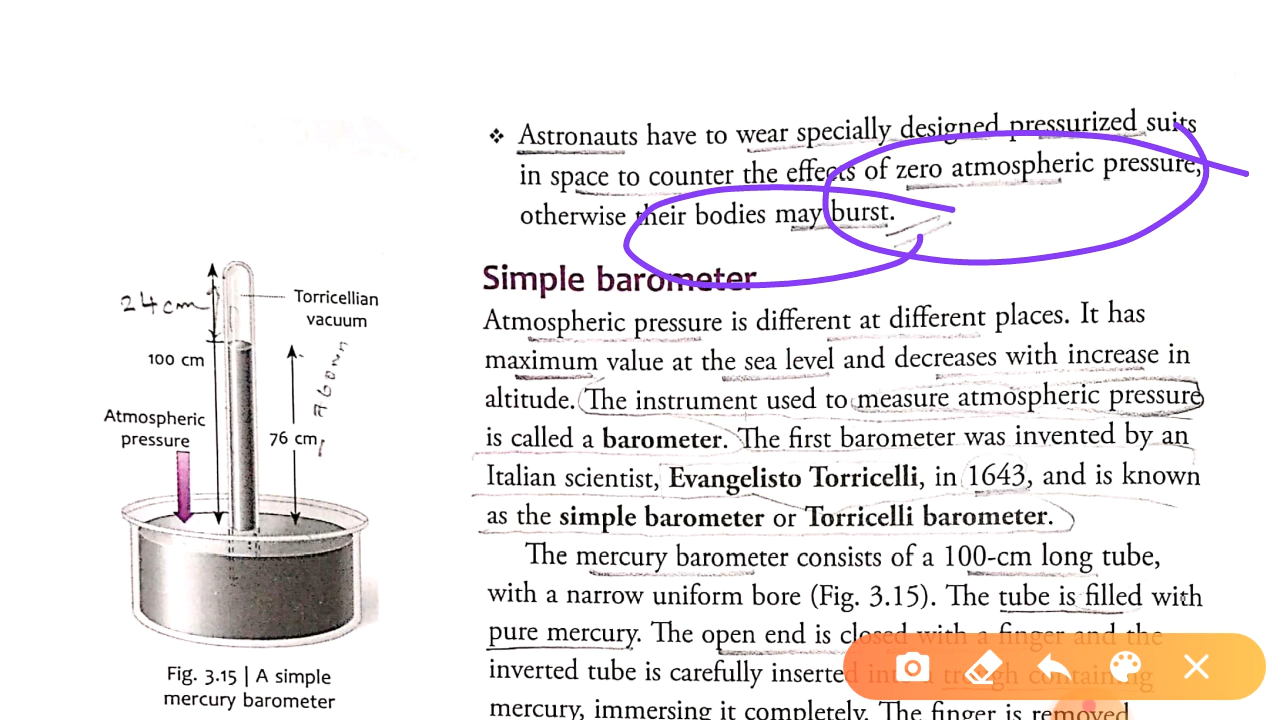 ❖ Astronauts have to wear specially designed pressurized suits
in space to counter the effects of zero atmospheric pressure,
otherwise their bodies may burst.
Simple barometer
Atmospheric pressure is different at different places. It has
maximum value at the sea level and decreases with increase in
altitude. The instrument used to measure atmospheric pressure
is called a barometer. The first barometer was invented by an
Italian scientist, Evangelisto Torricelli, in 1643, and is known
as the simple barometer or Torricelli barometer.
The mercury barometer consists of a 100-cm long tube,
with a narrow uniform bore (Fig. 3.15). The tube is filled with
pure mercury. The open end is closed with a finger and the
inverted tube is carefully inserted into a trough containing
mercury, immersing it completely. The finger is removed
24cm
Torricellian
vacuum
100 cm
Atmospheric
pressure
76 cm
Fig. 3.15 | A simple
mercury barometer